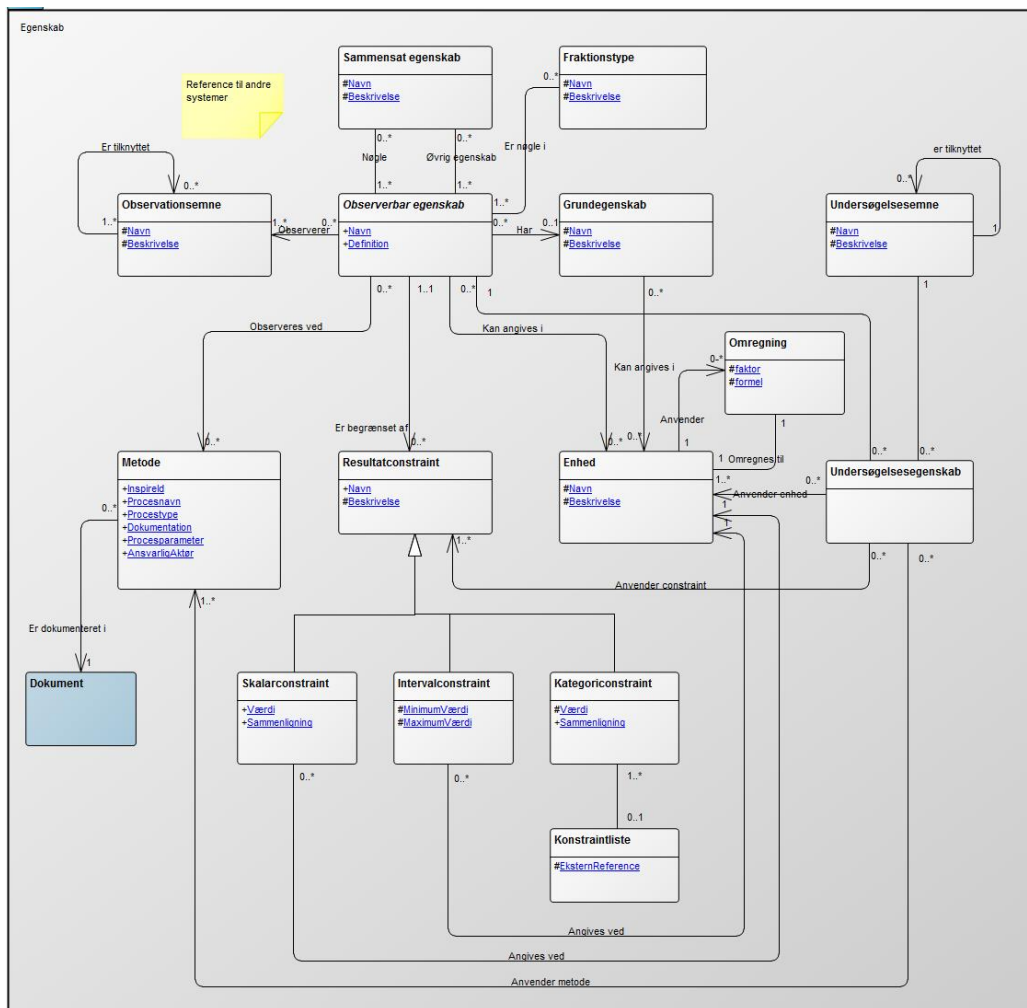 Egenskab
Sammensat egenskab
#Navn
#Beskrivelse
Fraktionstype
#Navn
#Beskrivelse
Reference til andre
systemer
0..*
0..*
0..*
Er nøgle i
Nøgle
Øvrig egenskab
1..*
1..*
Er tilknyttet
0..*
er tilknyttet
0..*
Observationsemne
#Navn
#Beskrivelse
1..*
1..*
Observerer
0..*
Observerbar egenskab
+Navn
+Definition
1..*
0..*
Har
0..1
Grundegenskab
#Navn
#Beskrivelse
Undersøgelsesemne
#Navn
#Beskrivelse
1
0..*
1..1
0..*
1
0..*
1
Observeres ved
Kan angives i
Kan angives i
Omregning
#faktor
#formel
0-*
Anvender
1
1
Omregnes til
1
Er begrænset af
0..*
0..*
0..*
0..*
0..*
0..*
Metode
+InspireId
+Procesnavn
+Procestype
+Dokumentation
+Procesparameter
+AnsvarligAktør
0..*
1..*
Resultatconstraint
+Navn
#Beskrivelse
1..*
Enhed
#Navn
#Beskrivelse
1..*
Anvender enhed
0..*
1
1
Undersøgelsesegenskab
0..*
0..*
Anvender constraint
Er dokumenteret i
1
Dokument
Skalarconstraint
+Værdi
+Sammenligning
0..*
Intervalconstraint
#MinimumVærdi
#MaximumVærdi
0..*
Kategoriconstraint
#Værdi
+Sammenligning
1..*
0..1
Konstraintliste
#EksternReference
Angives ved
Angives ved
Anvender metode